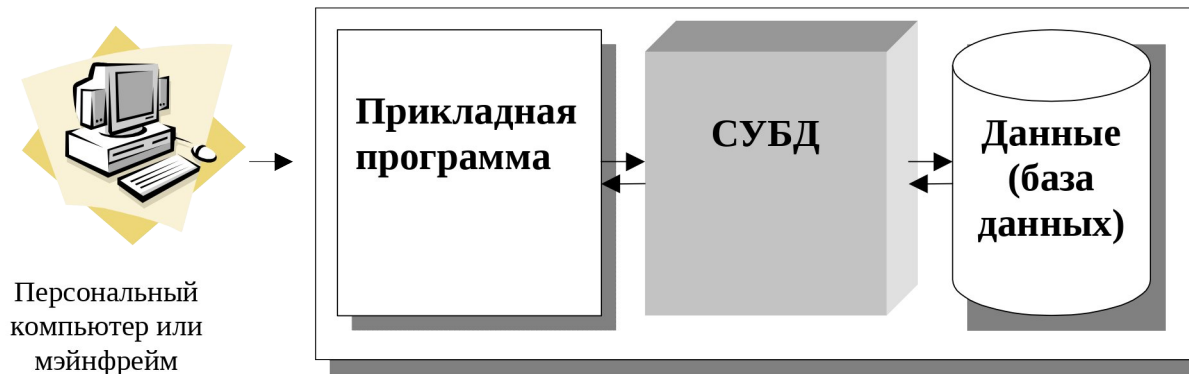 Прикладная
программа
СУБД
Данные
(база
данных)
Персональный
компьютер или
мэйнфрейм